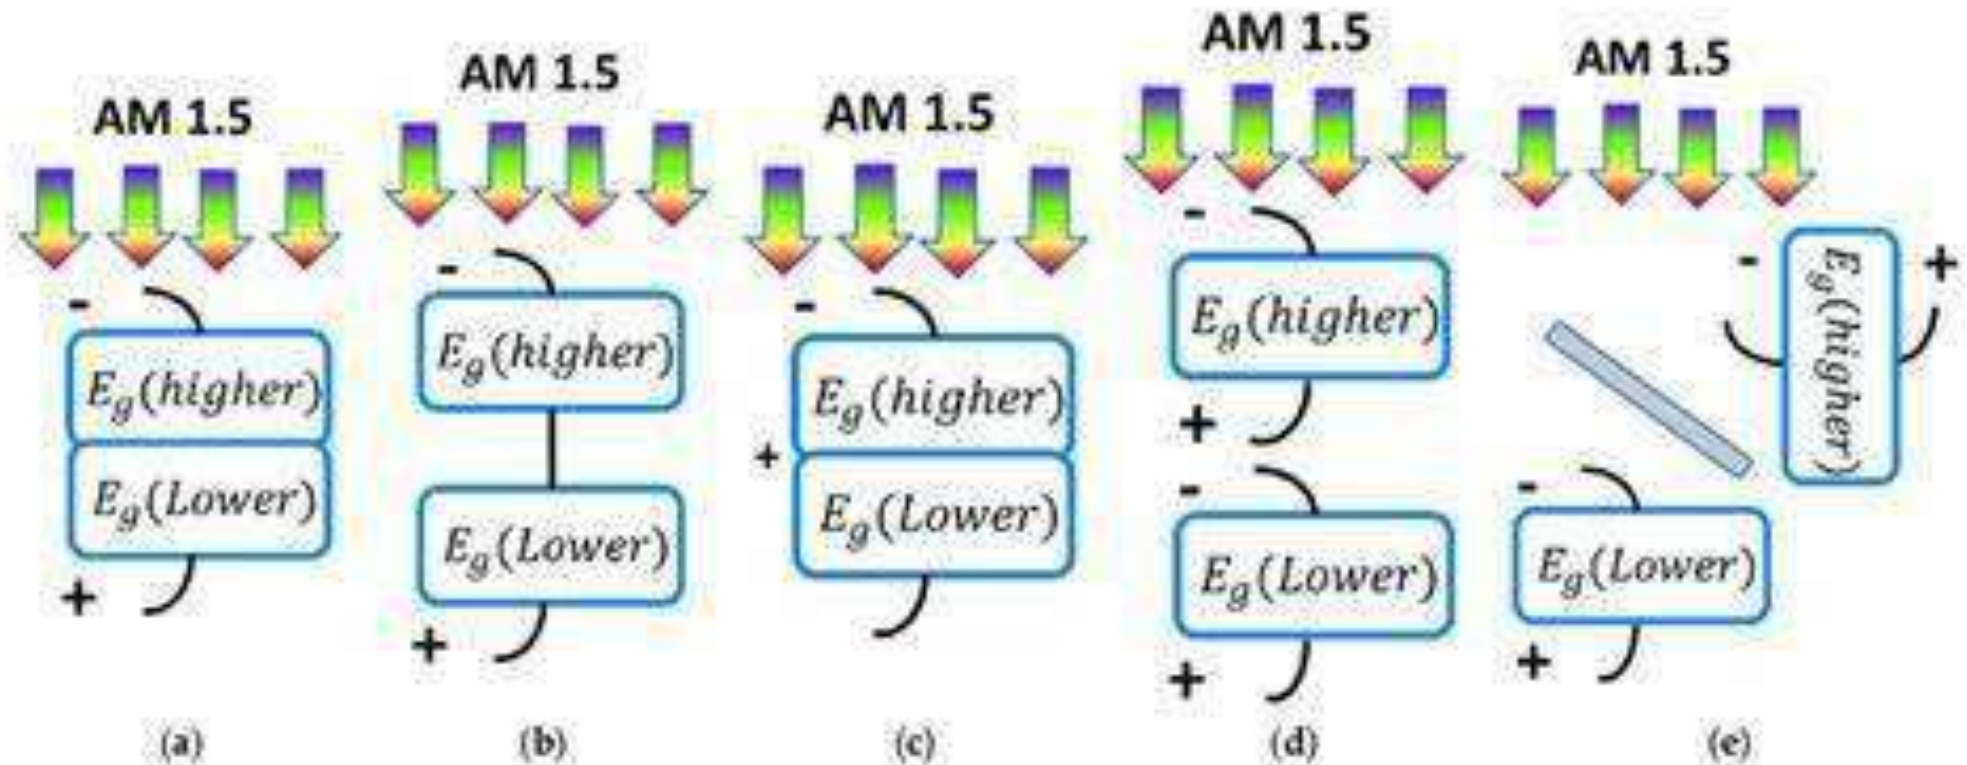 AM 1.5
-
E_g(higher)
E_g(Lower)
+
(a)
AM 1.5
-
E_g(higher)
E_g(Lower)
+
(b)
AM 1.5
-
E_g(higher)
+
E_g(Lower)
(c)
AM 1.5
-
E_g(higher)
+
-
E_g(Lower)
+
(d)
AM 1.5
-
+
E_g(higher)
-
E_g(Lower)
+
(e)